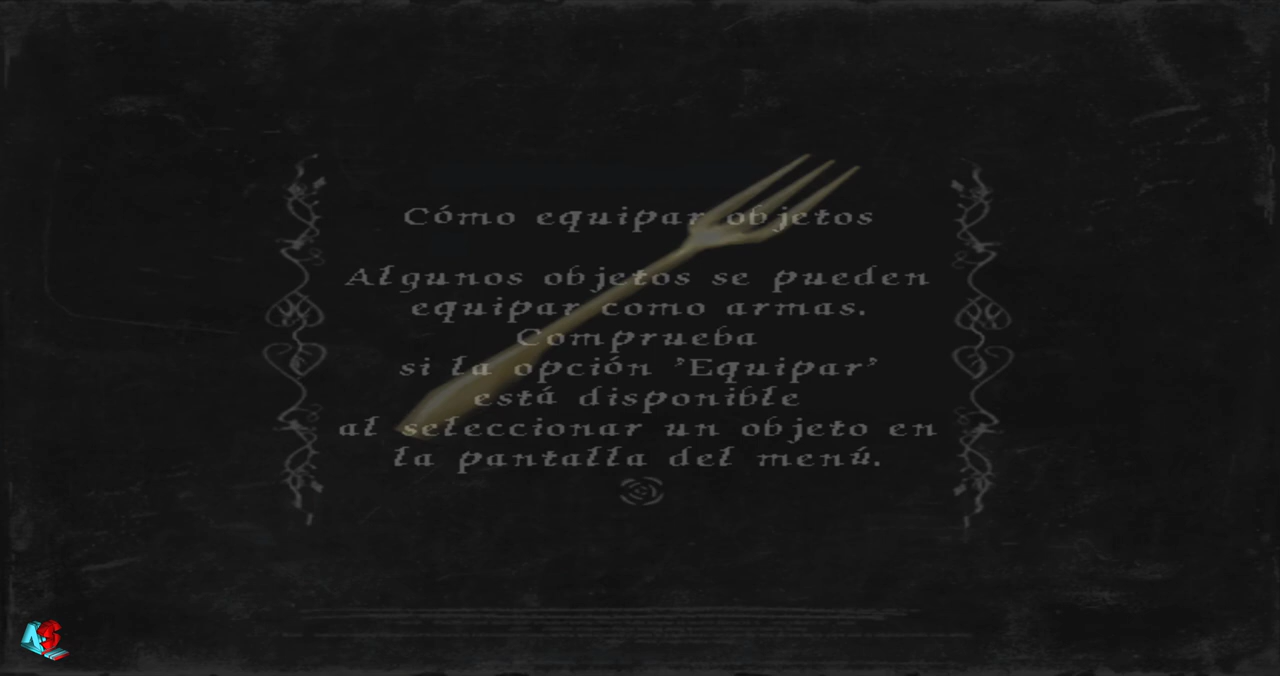 Cómo equipar objetos
Algunos objetos se pueden
equipar como armas.
Comprueba
si la opción 'Equipar'
está disponible
al seleccionar un objeto en
la pantalla del menú.